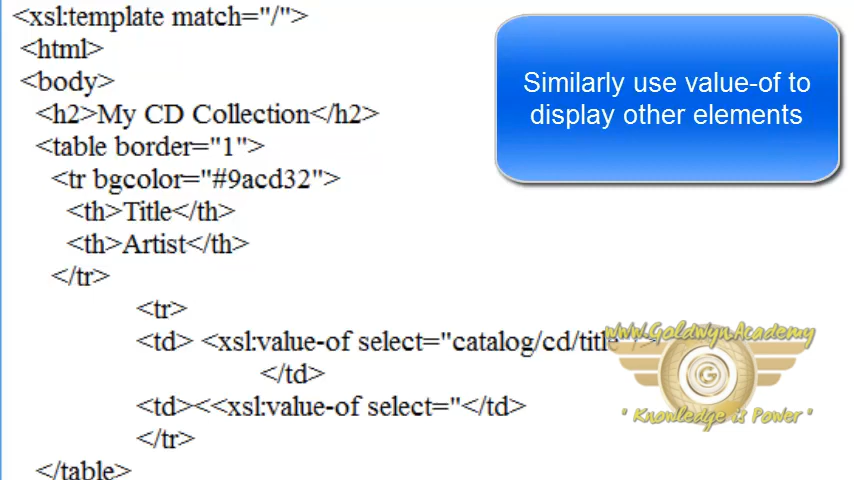 <xsl:template match="/">
<html>
<body>
<h2>My CD Collection</h2>
<table border="1">
<tr bgcolor="#9acd32">
<th>Title</th>
<th>Artist</th>
</tr>
<tr>
<td> <xsl:value-of select="catalog/cd/title"/>
</td>
<td><<xsl:value-of select="</td>
</tr>
</table>
Similarly use value-of to
display other elements
www.GoldwynAcademy
G
" Knowledge is Power "